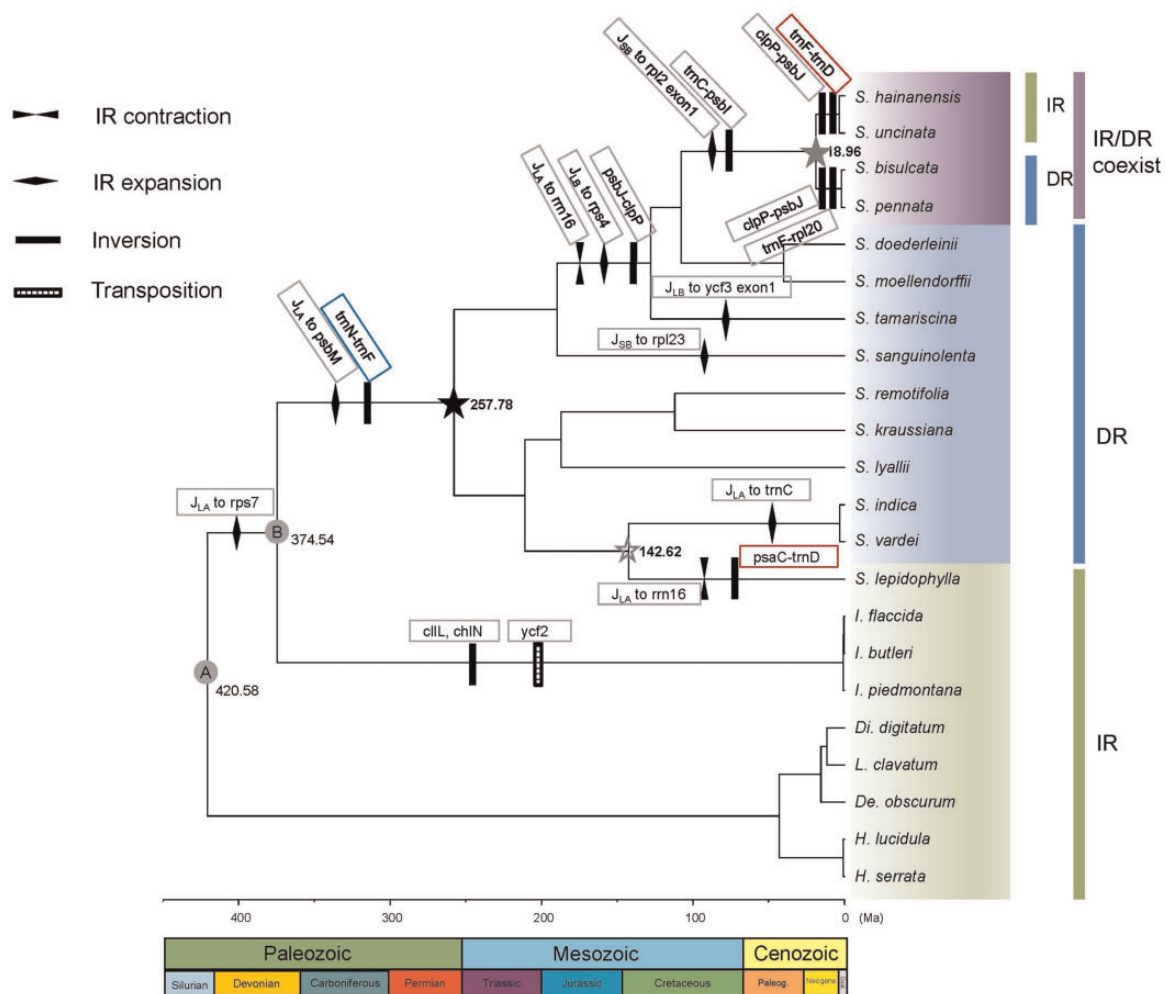 IR contraction
IR expansion
Inversion
Transposition
JSB to rpl2 exon1
trnC-psbI
clpP-psbJ
trnF-trnD
S. hainanensis
S. uncinata
S. bisulcata
S. pennata
S. doederleinii
S. moellendorffii
S. tamariscina
S. sanguinolenta
S. remotifolia
S. kraussiana
S. lyallii
S. indica
S. vardei
S. lepidophylla
I. flaccida
I. butleri
I. piedmontana
Di. digitatum
L. clavatum
De. obscurum
H. lucidula
H. serrata
IR
DR
IR/DR
coexist
DR
IR
18.96
clpP-psbJ
trnF-rpl20
JLA to rrn16
JLB to rps4
psbJ-clpP
JLB to ycf3 exon1
JSB to rpl23
JLA to psbM
trnN-trnF
257.78
JLA to rps7
B
374.54
JLA to trnC
142.62
psaC-trnD
JLA to rrn16
cllL, chlN
ycf2
A
420.58
400
300
200
100
0
(Ma)
Paleozoic
Mesozoic
Cenozoic
Silurian
Devonian
Carboniferous
Permian
Triassic
Jurassic
Cretaceous
Paleog.
Neogene